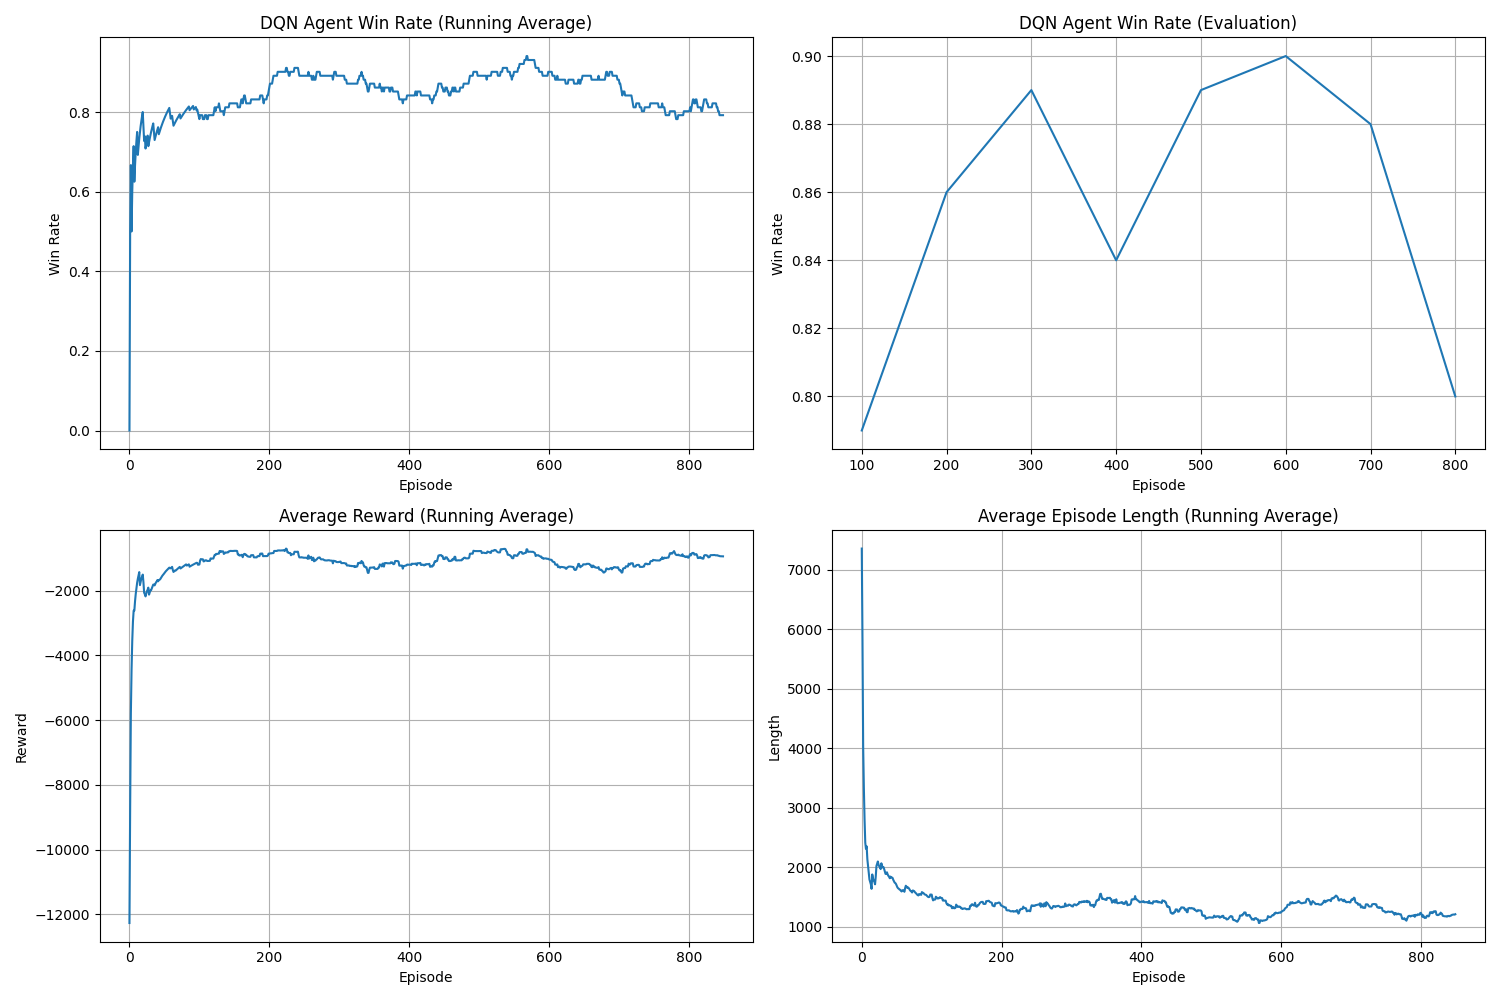 DQN Agent Win Rate (Running Average)
Win Rate
0.8
0.6
0.4
0.2
0.0
0 200 400 600 800
Episode
DQN Agent Win Rate (Evaluation)
Win Rate
0.90
0.88
0.86
0.84
0.82
0.80
100 200 300 400 500 600 700 800
Episode
Average Reward (Running Average)
Reward
−2000
−4000
−6000
−8000
−10000
−12000
0 200 400 600 800
Episode
Average Episode Length (Running Average)
Length
7000
6000
5000
4000
3000
2000
1000
0 200 400 600 800
Episode